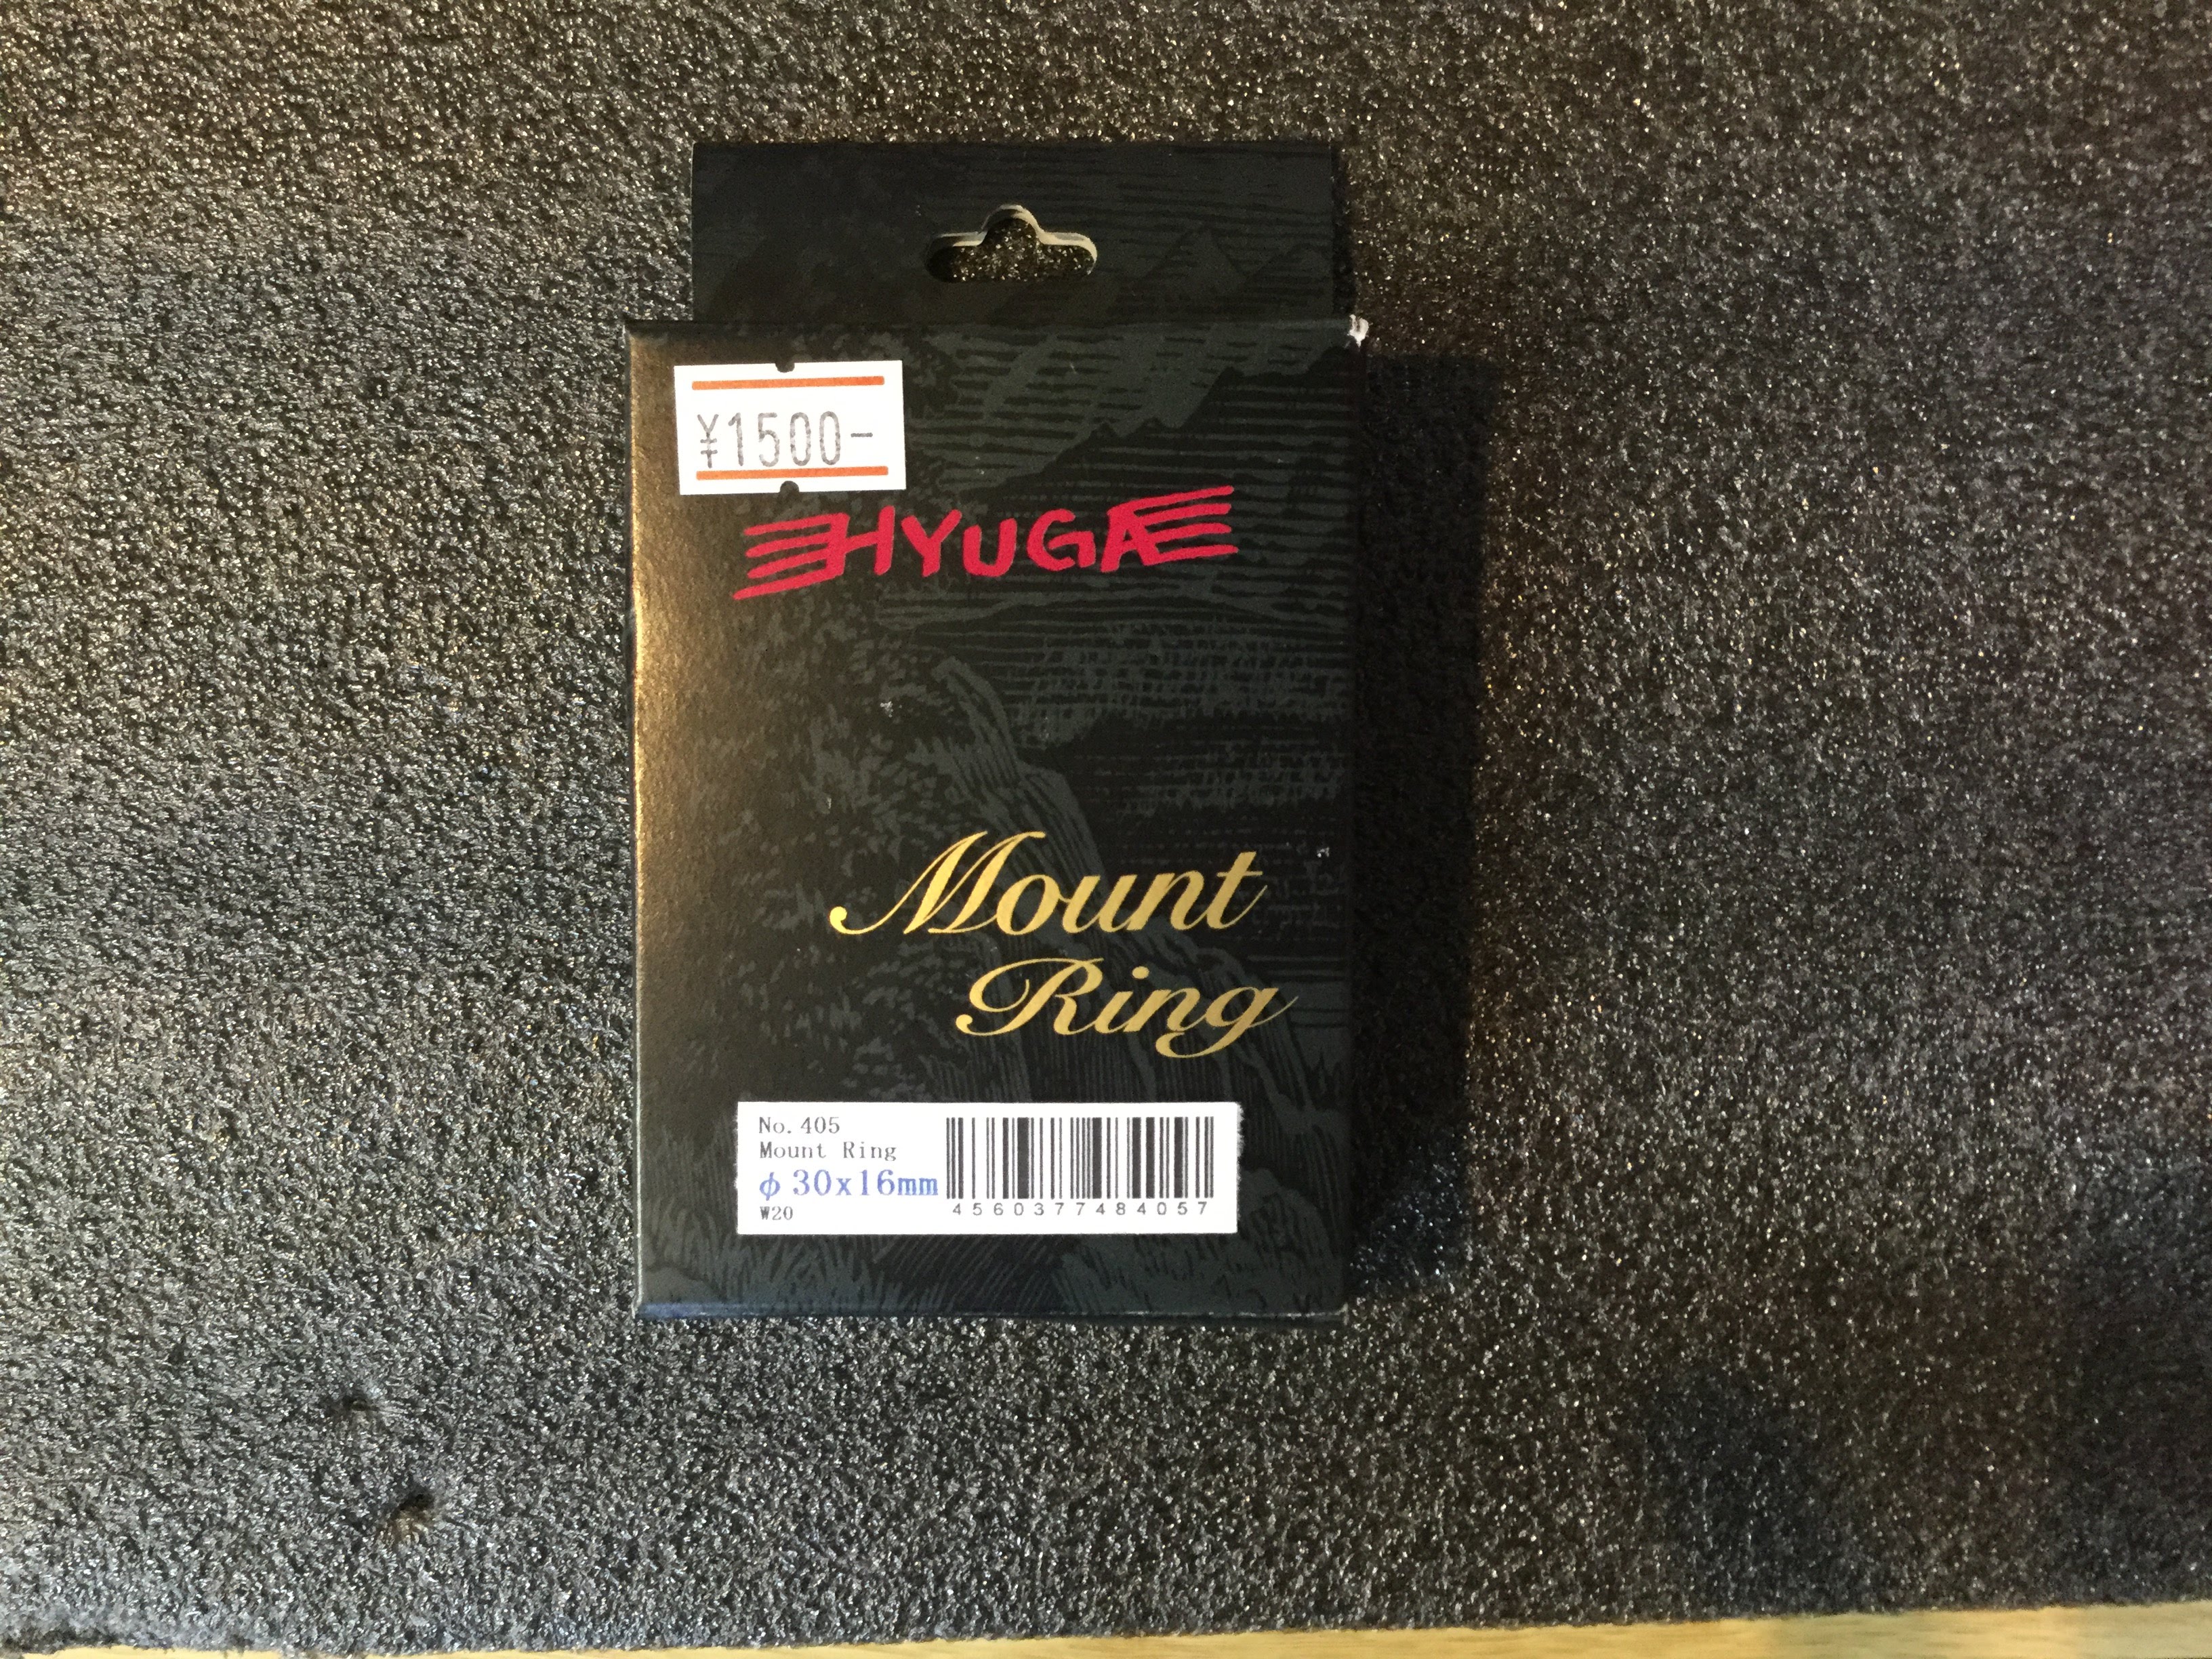 ¥1500-
HYUGA
Mount
Ring
No.405
Mount Ring
φ 30x16mm
W20
4560377484057